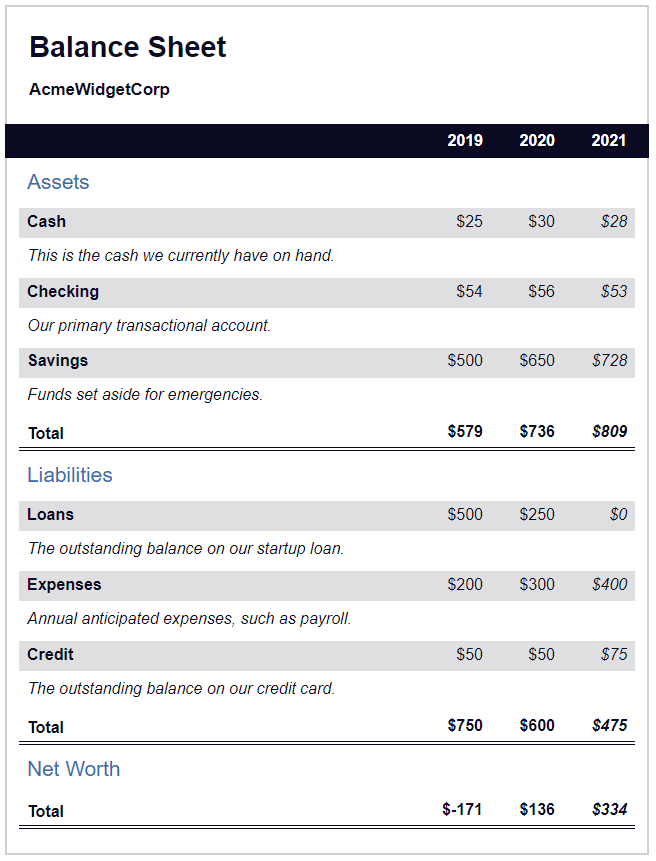 Balance Sheet
AcmeWidgetCorp
2019 2020 2021
Assets
Cash $25 $30 $28
This is the cash we currently have on hand.
Checking $54 $56 $53
Our primary transactional account.
Savings $500 $650 $728
Funds set aside for emergencies.
Total $579 $736 $809
Liabilities
Loans $500 $250 $0
The outstanding balance on our startup loan.
Expenses $200 $300 $400
Annual anticipated expenses, such as payroll.
Credit $50 $50 $75
The outstanding balance on our credit card.
Total $750 $600 $475
Net Worth
Total $-171 $136 $334